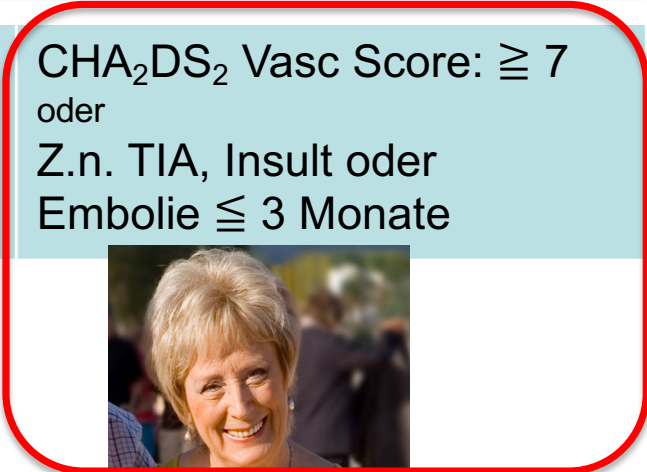 CHA₂DS₂ Vasc Score: ≧ 7
oder
Z.n. TIA, Insult oder
Embolie ≦ 3 Monate